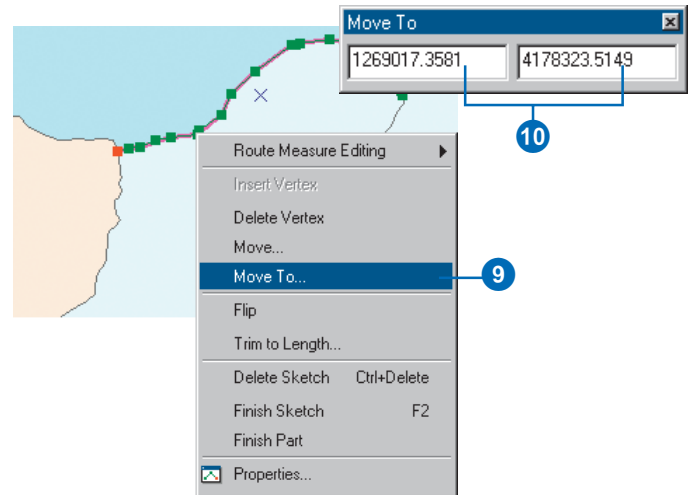 Move To
1269017.3581 4178323.5149
10
Route Measure Editing
Insert Vertex
Delete Vertex
Move...
Move To...
9
Flip
Trim to Length...
Delete Sketch Ctrl+Delete
Finish Sketch F2
Finish Part
Properties...